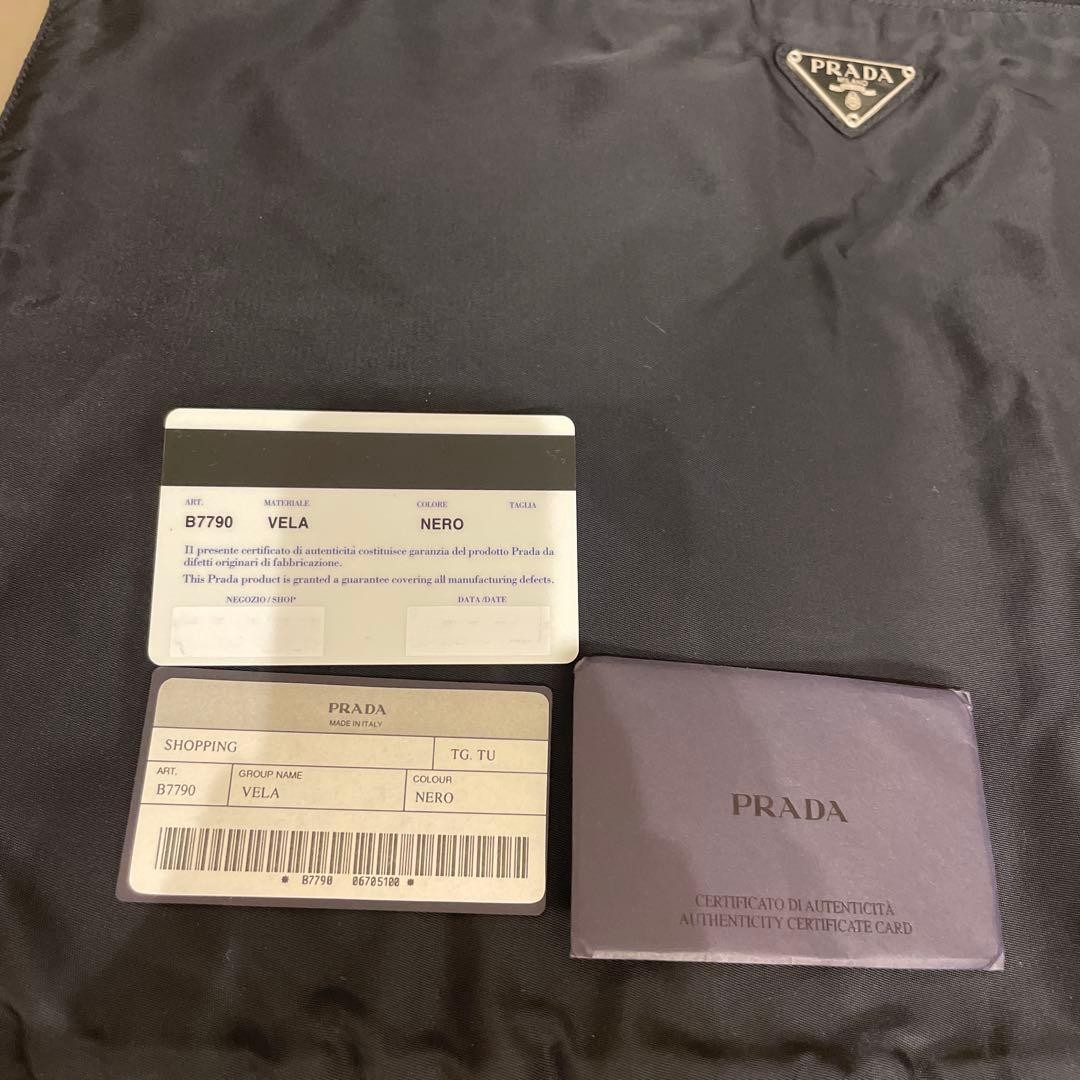 PRADA
MILANO
ART. MATERIALE COLORE TAGLIA
B7790 VELA NERO
Il presente certificato di autenticità costituisce garanzia del prodotto Prada da
difetti originari di fabbricazione.
This Prada product is granted a guarantee covering all manufacturing defects.
NEGOZIO / SHOP DATA /DATE
PRADA
MADE IN ITALY
SHOPPING TG. TU
ART. GROUP NAME COLOUR
B7790 VELA NERO
* B7790 06705100 *
PRADA
CERTIFICATO DI AUTENTICITÀ
AUTHENTICITY CERTIFICATE CARD